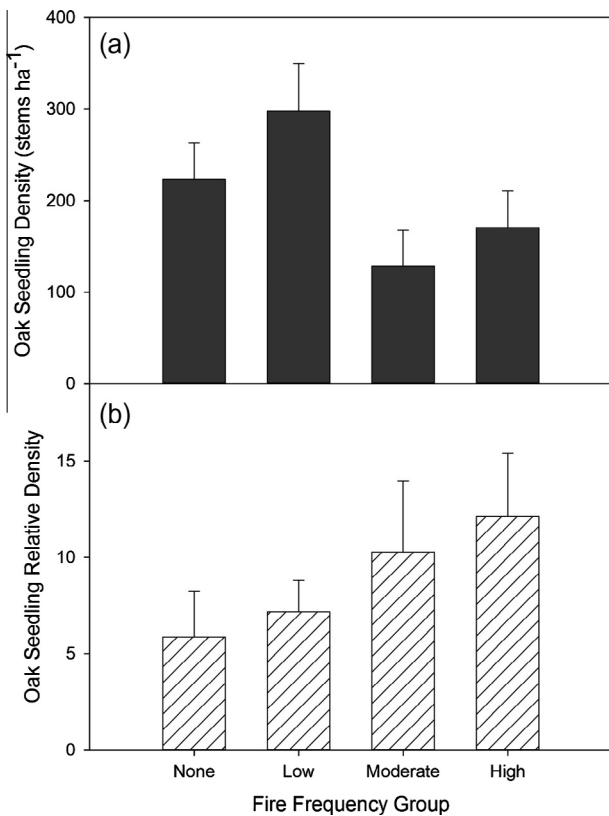 (a)
Oak Seedling Density (stems ha⁻¹)
400
300
200
100
0
(b)
Oak Seedling Relative Density
15
10
5
0
None Low Moderate High
Fire Frequency Group